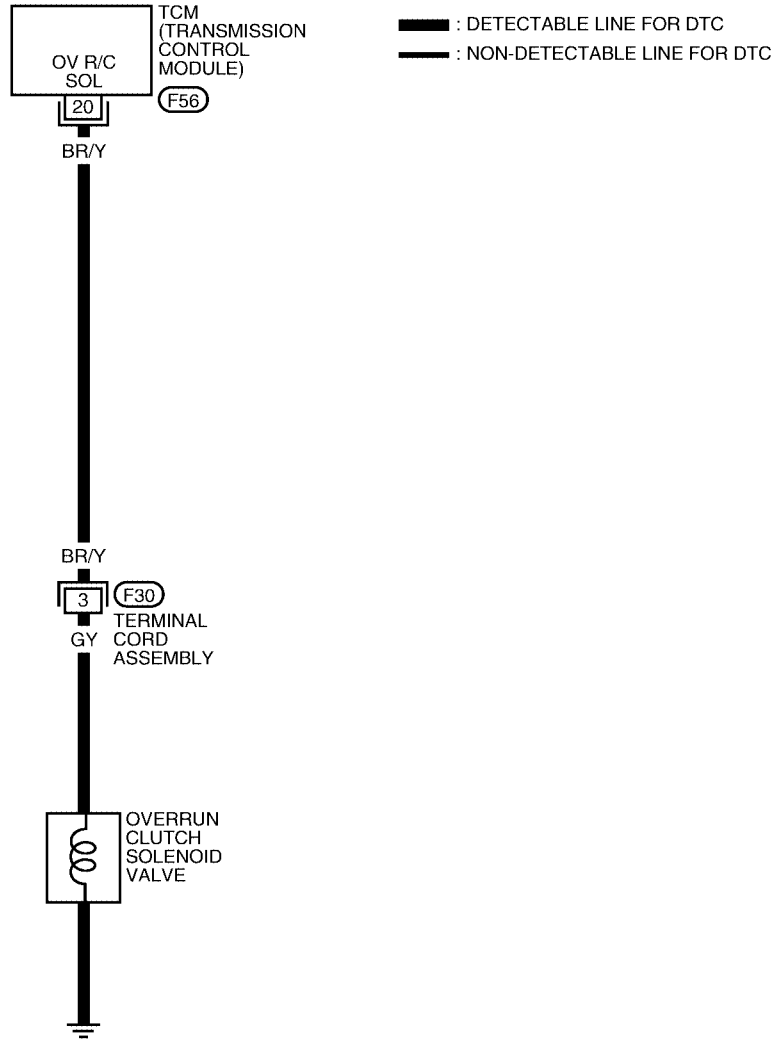 TCM
(TRANSMISSION
CONTROL
MODULE)
OV R/C
SOL
20
F56
: DETECTABLE LINE FOR DTC
: NON-DETECTABLE LINE FOR DTC
BR/Y
BR/Y
3
F30
TERMINAL
CORD
ASSEMBLY
GY
OVERRUN
CLUTCH
SOLENOID
VALVE